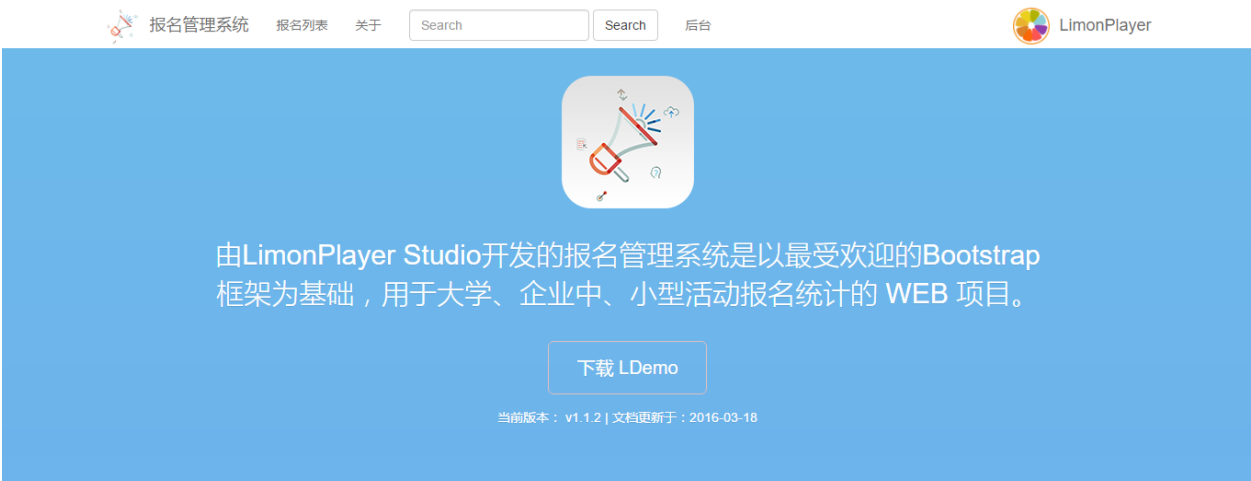 报名管理系统 报名列表 关于 Search Search 后台 LimonPlayer
由LimonPlayer Studio开发的报名管理系统是以最受欢迎的Bootstrap
框架为基础，用于大学、企业中、小型活动报名统计的 WEB 项目。
下载 LDemo
当前版本： v1.1.2 | 文档更新于：2016-03-18